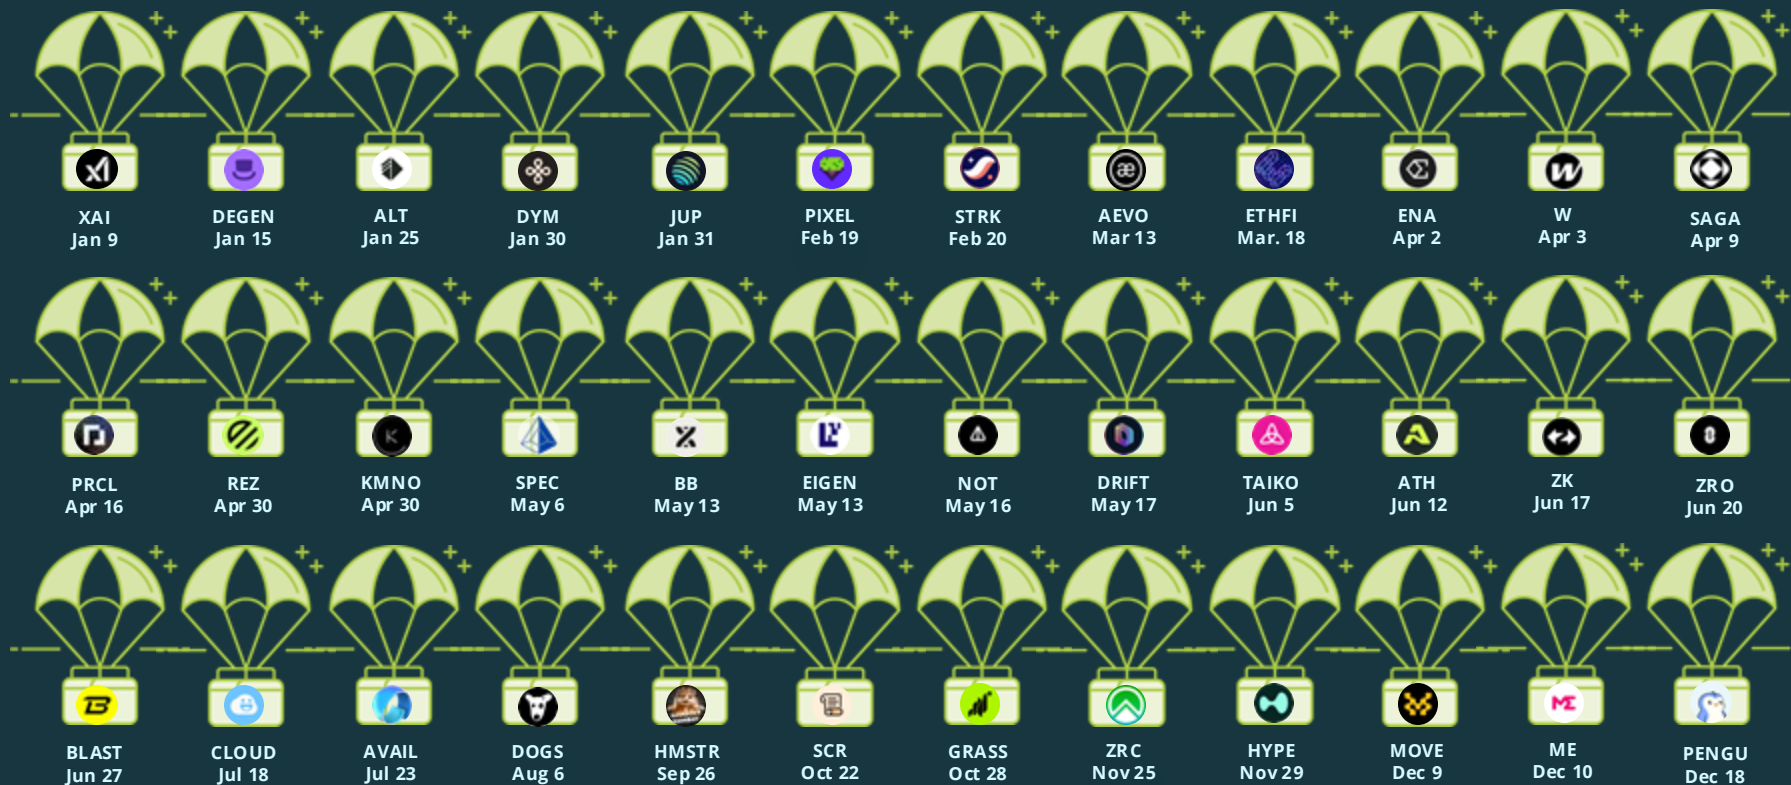 XAI
Jan 9
DEGEN
Jan 15
ALT
Jan 25
DYM
Jan 30
JUP
Jan 31
PIXEL
Feb 19
STRK
Feb 20
AEVO
Mar 13
ETHFI
Mar. 18
ENA
Apr 2
W
Apr 3
SAGA
Apr 9
PRCL
Apr 16
REZ
Apr 30
KMNO
Apr 30
SPEC
May 6
BB
May 13
EIGEN
May 13
NOT
May 16
DRIFT
May 17
TAIKO
Jun 5
ATH
Jun 12
ZK
Jun 17
ZRO
Jun 20
BLAST
Jun 27
CLOUD
Jul 18
AVAIL
Jul 23
DOGS
Aug 6
HMSTR
Sep 26
SCR
Oct 22
GRASS
Oct 28
ZRC
Nov 25
HYPE
Nov 29
MOVE
Dec 9
ME
Dec 10
PENGU
Dec 18